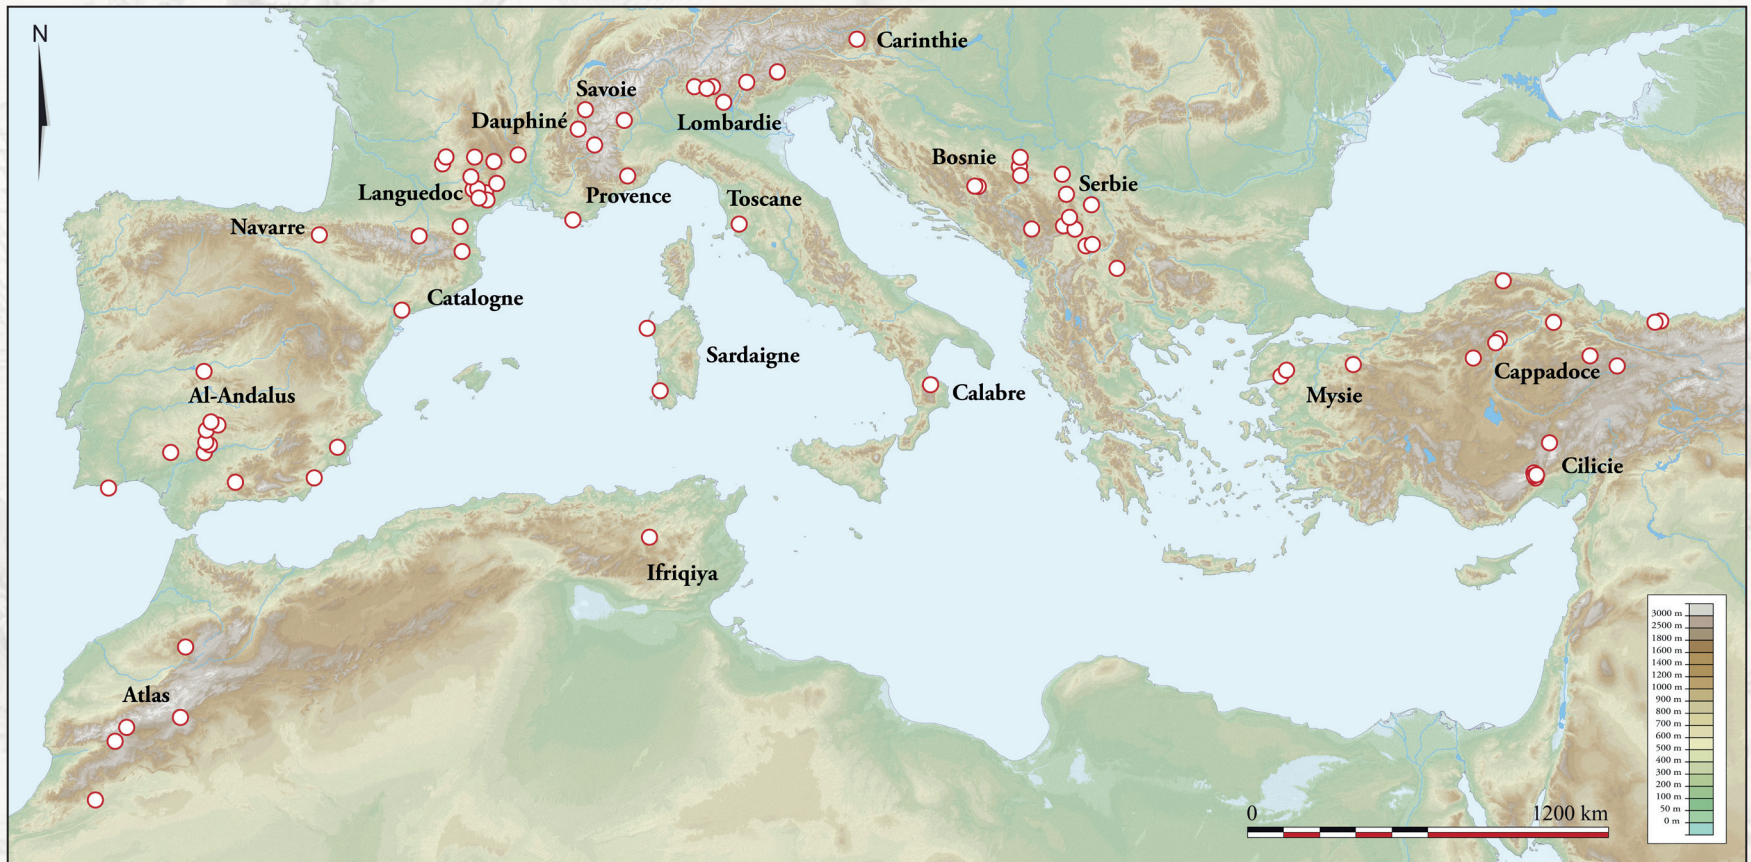 N
Carinthie
Savoie
Dauphiné
Lombardie
Bosnie
Languedoc
Provence
Toscane
Serbie
Navarre
Catalogne
Sardaigne
Al-Andalus
Calabre
Mysie
Cappadoce
Cilicie
Ifriqiya
Atlas
3000 m
2500 m
1800 m
1600 m
1400 m
1200 m
1000 m
900 m
800 m
700 m
600 m
500 m
400 m
300 m
200 m
100 m
50 m
0 m
0 1200 km